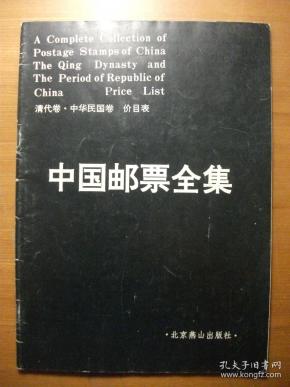 A Complete Collection of
Postage Stamps of China
The Qing Dynasty and
The Period of Republic of
China Price List
清代卷·中华民国卷 价目表
中国邮票全集
·北京燕山出版社·
孔夫子旧书网